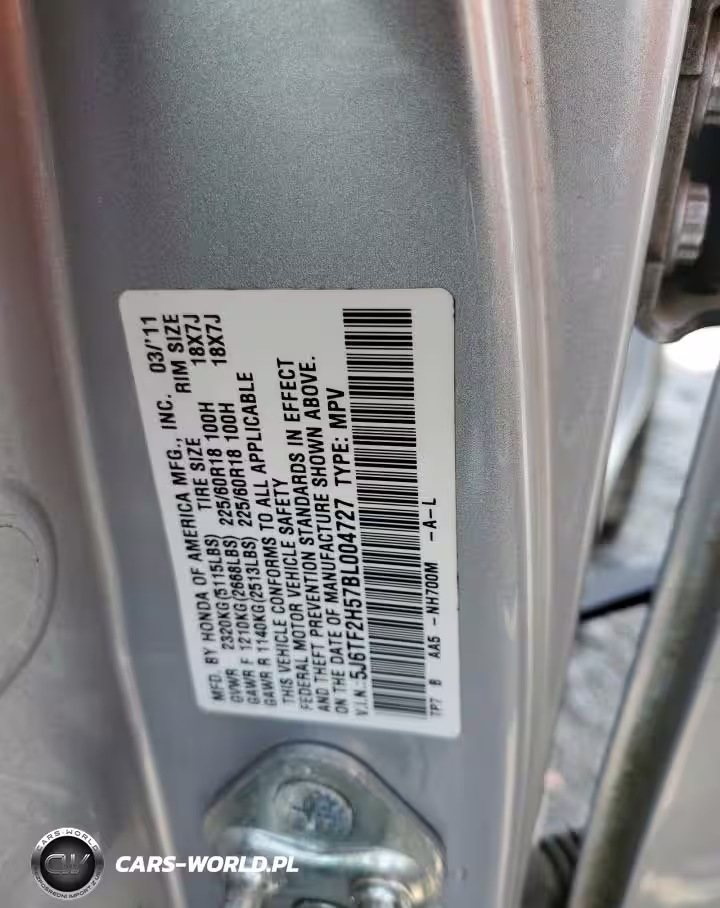 MFD. BY HONDA OF AMERICA MFG., INC. 03/'11
GVWR 2320KG(5115LBS) TIRE SIZE RIM SIZE
GAWR F 1210KG(2668LBS) 225/60R18 100H 18X7J
GAWR R 1140KG(2513LBS) 225/60R18 100H 18X7J
THIS VEHICLE CONFORMS TO ALL APPLICABLE
FEDERAL MOTOR VEHICLE SAFETY
AND THEFT PREVENTION STANDARDS IN EFFECT
ON THE DATE OF MANUFACTURE SHOWN ABOVE.
V.I.N.:5J6TF2H57BL004727 TYPE: MPV
TP7 B AA5 - NH700M -A-L
CARS-WORLD
CW
CARS-WORLD.PL